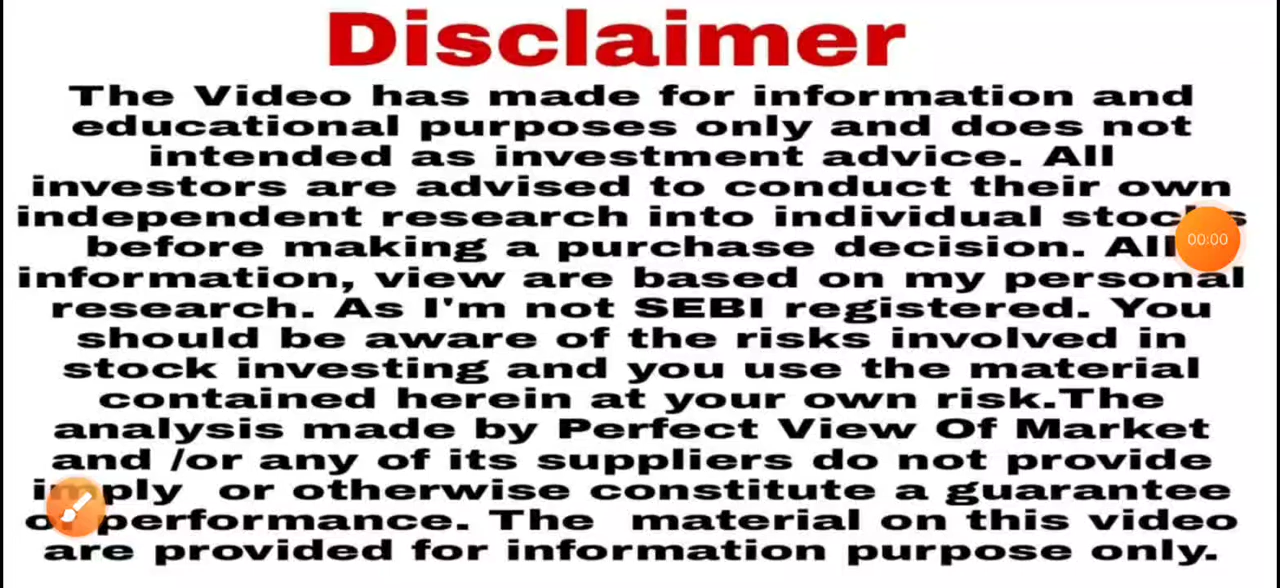 Disclaimer
The Video has made for information and
educational purposes only and does not
intended as investment advice. All
investors are advised to conduct their own
independent research into individual stocks
before making a purchase decision. All
00:00
information, view are based on my personal
research. As I'm not SEBI registered. You
should be aware of the risks involved in
stock investing and you use the material
contained herein at your own risk.The
analysis made by Perfect View Of Market
and /or any of its suppliers do not provide
imply or otherwise constitute a guarantee
of performance. The material on this video
are provided for information purpose only.